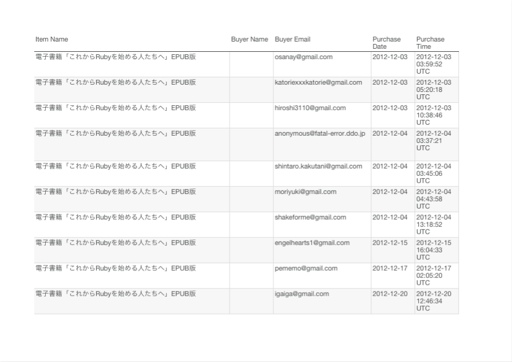 Item Name Buyer Name Buyer Email Purchase Date Purchase Time
電子書籍「これからRubyを始める人たちへ」EPUB版 osanay@gmail.com 2012-12-03 2012-12-03 03:59:52 UTC
電子書籍「これからRubyを始める人たちへ」EPUB版 katoriexxxkatorie@gmail.com 2012-12-03 2012-12-03 05:20:18 UTC
電子書籍「これからRubyを始める人たちへ」EPUB版 hiroshi3110@gmail.com 2012-12-03 2012-12-03 10:38:46 UTC
電子書籍「これからRubyを始める人たちへ」EPUB版 anonymous@fatal-error.ddo.jp 2012-12-04 2012-12-04 03:37:21 UTC
電子書籍「これからRubyを始める人たちへ」EPUB版 shintaro.kakutani@gmail.com 2012-12-04 2012-12-04 03:45:06 UTC
電子書籍「これからRubyを始める人たちへ」EPUB版 moriyuki@gmail.com 2012-12-04 2012-12-04 04:43:58 UTC
電子書籍「これからRubyを始める人たちへ」EPUB版 shakeforme@gmail.com 2012-12-04 2012-12-04 13:18:52 UTC
電子書籍「これからRubyを始める人たちへ」EPUB版 engelhearts1@gmail.com 2012-12-15 2012-12-15 16:04:33 UTC
電子書籍「これからRubyを始める人たちへ」EPUB版 pememo@gmail.com 2012-12-17 2012-12-17 02:05:20 UTC
電子書籍「これからRubyを始める人たちへ」EPUB版 igaiga@gmail.com 2012-12-20 2012-12-20 12:46:34 UTC